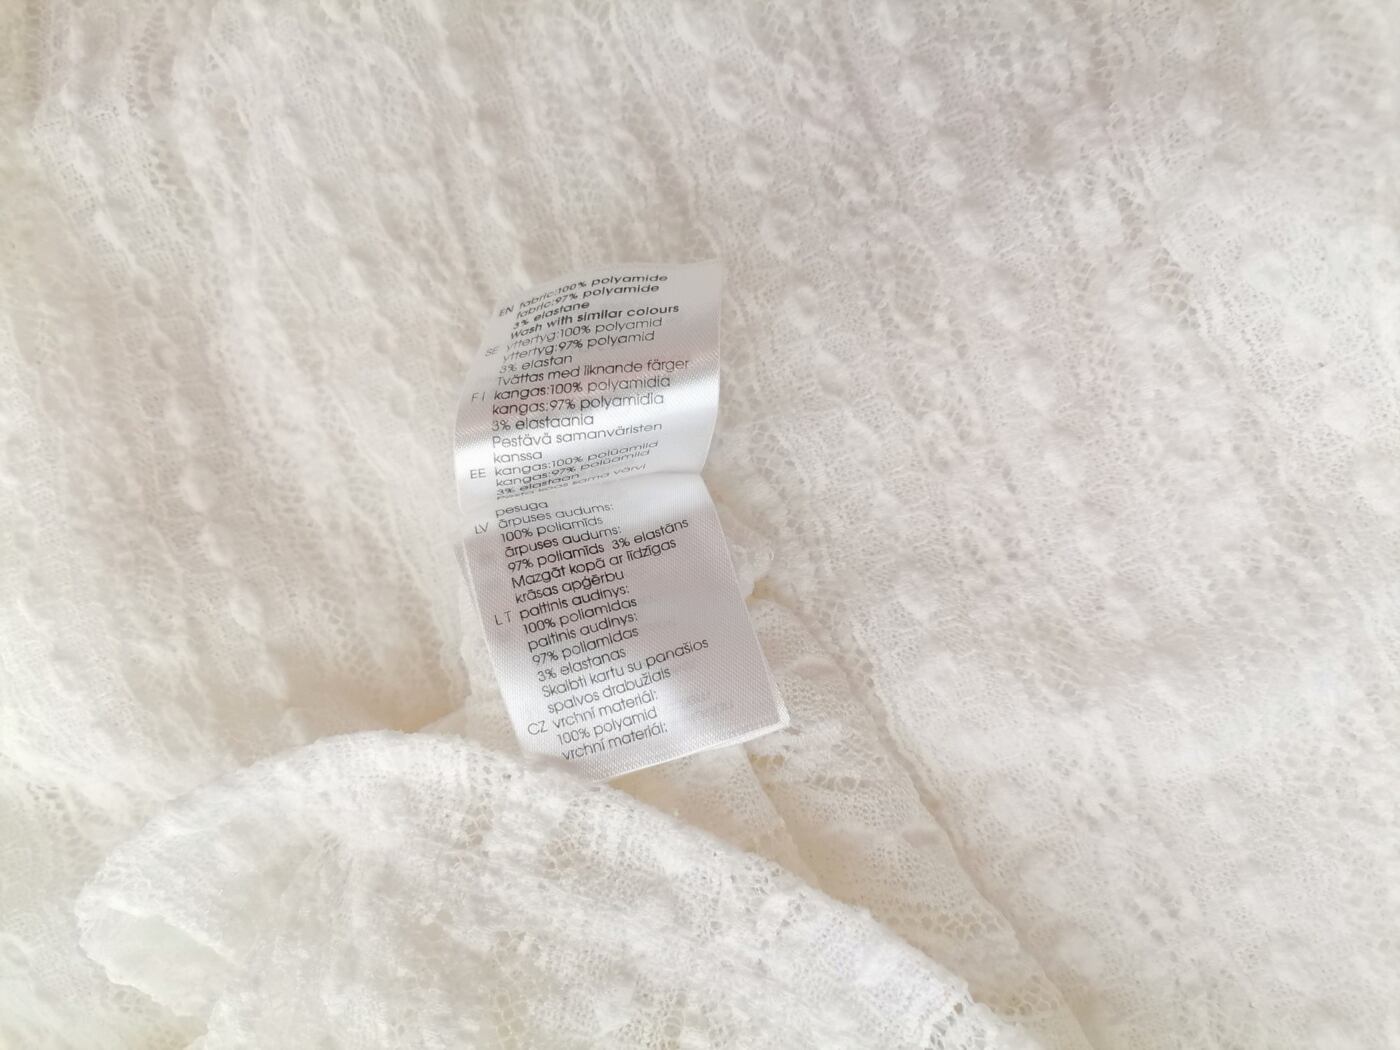 EN fabric:100% polyamide
fabric:97% polyamide
3% elastane
Wash with similar colours
SE yttertyg:100% polyamid
yttertyg:97% polyamid
3% elastan
Tvättas med liknande färger
FI kangas:100% polyamidia
kangas:97% polyamidia
3% elastaania
Pestävä samanväristen
kanssa
EE kangas:100% polüamiid
kangas:97% polüamiid
3% elastaan
Pesta koos sama värvi
pesuga
LV ārpuses audums:
100% poliamīds
ārpuses audums:
97% poliamīds 3% elastāns
Mazgāt kopā ar līdzīgas
krāsas apģērbu
LT paltinis audinys:
100% poliamidas
paltinis audinys:
97% poliamidas
3% elastanas
Skalbti kartu su panašios
spalvos drabužiais
CZ vrchní materiál:
100% polyamid
vrchní materiál: